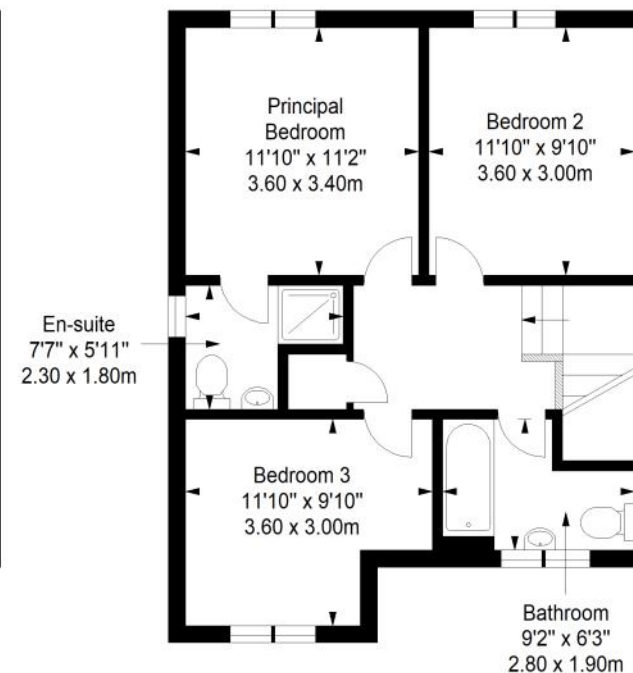 Principal
Bedroom
11'10" x 11'2"
3.60 x 3.40m
Bedroom 2
11'10" x 9'10"
3.60 x 3.00m
En-suite
7'7" x 5'11"
2.30 x 1.80m
Bedroom 3
11'10" x 9'10"
3.60 x 3.00m
Bathroom
9'2" x 6'3"
2.80 x 1.90m